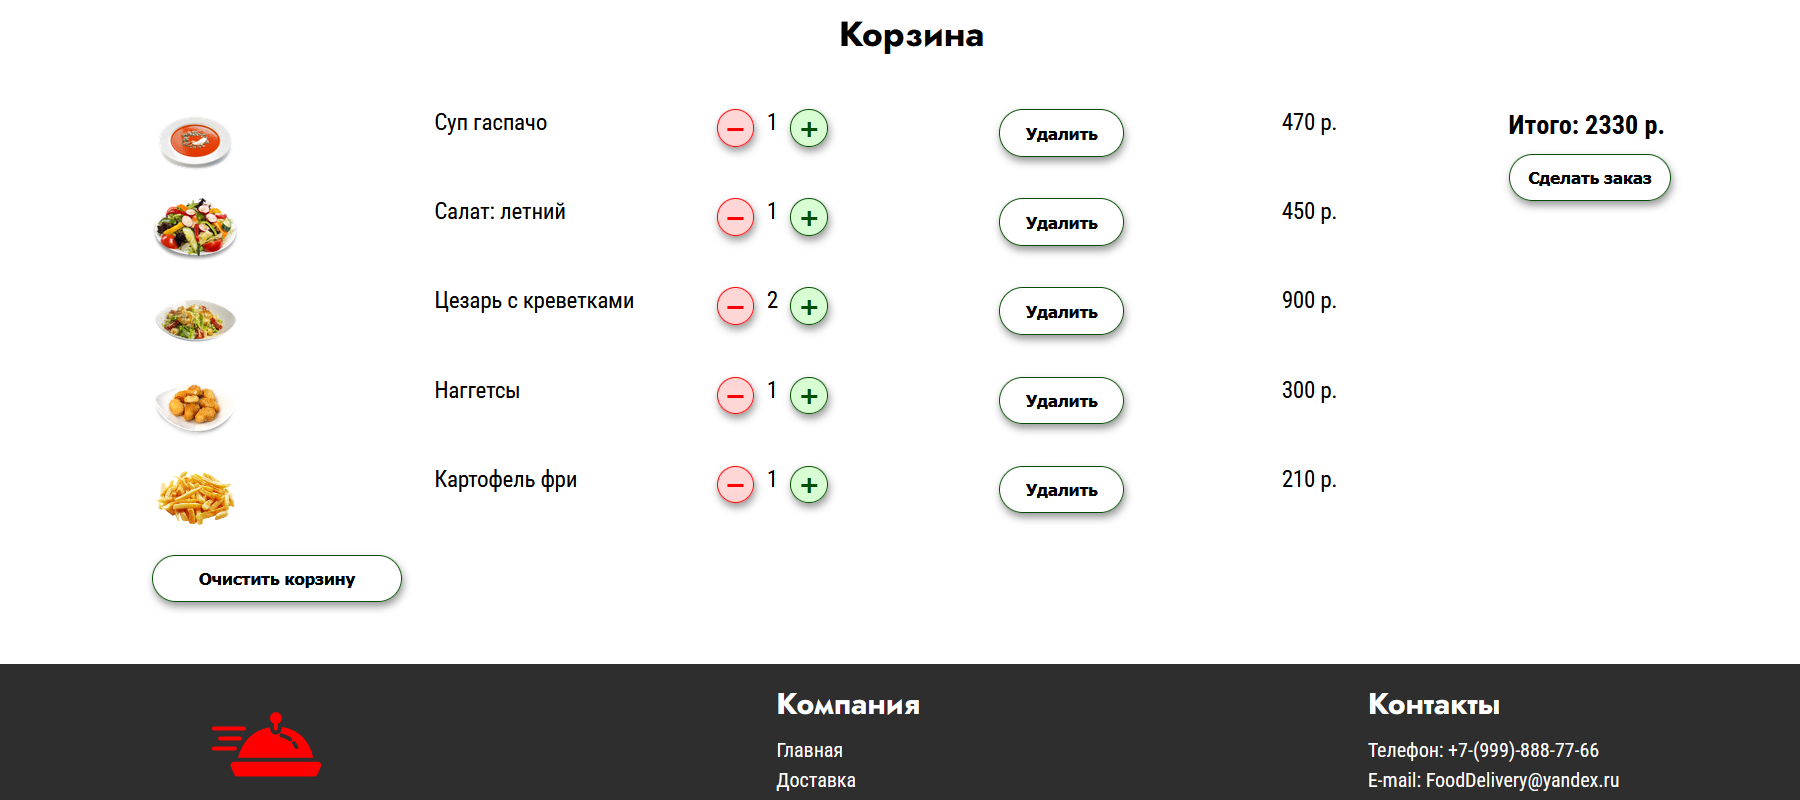 Корзина
Суп гаспачо 1 Удалить 470 р.
Итого: 2330 р.
Сделать заказ
Салат: летний 1 Удалить 450 р.
Цезарь с креветками 2 Удалить 900 р.
Наггетсы 1 Удалить 300 р.
Картофель фри 1 Удалить 210 р.
Очистить корзину
Компания
Главная
Доставка
Контакты
Телефон: +7-(999)-888-77-66
E-mail: FoodDelivery@yandex.ru